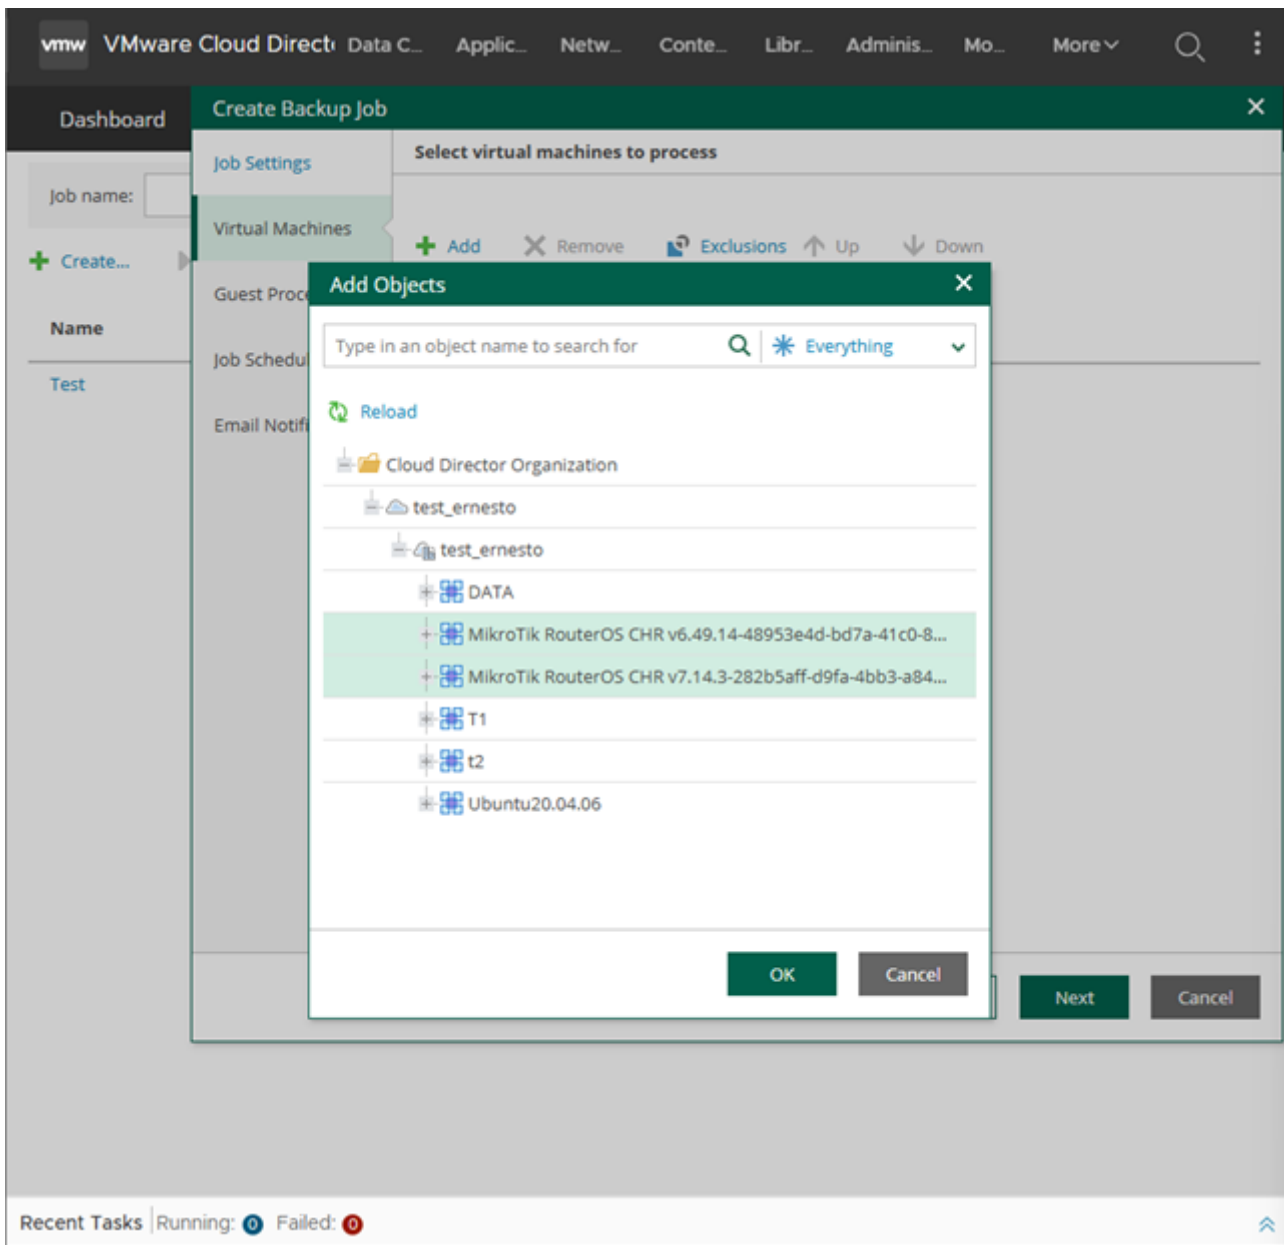 vmw VMware Cloud Direct Data C... Applic... Netw... Conte... Libr... Adminis... Mo... More
Dashboard
Create Backup Job
Job Settings
Select virtual machines to process
Job name:
Virtual Machines
Add Remove Exclusions Up Down
Create...
Guest Proce
Add Objects
Name
Type in an object name to search for Everything
Job Schedul
Test
Reload
Email Notifi
Cloud Director Organization
test_ernesto
test_ernesto
DATA
MikroTik RouterOS CHR v6.49.14-48953e4d-bd7a-41c0-8...
MikroTik RouterOS CHR v7.14.3-282b5aff-d9fa-4bb3-a84...
T1
t2
Ubuntu20.04.06
OK Cancel
Next Cancel
Recent Tasks Running: 0 Failed: 0